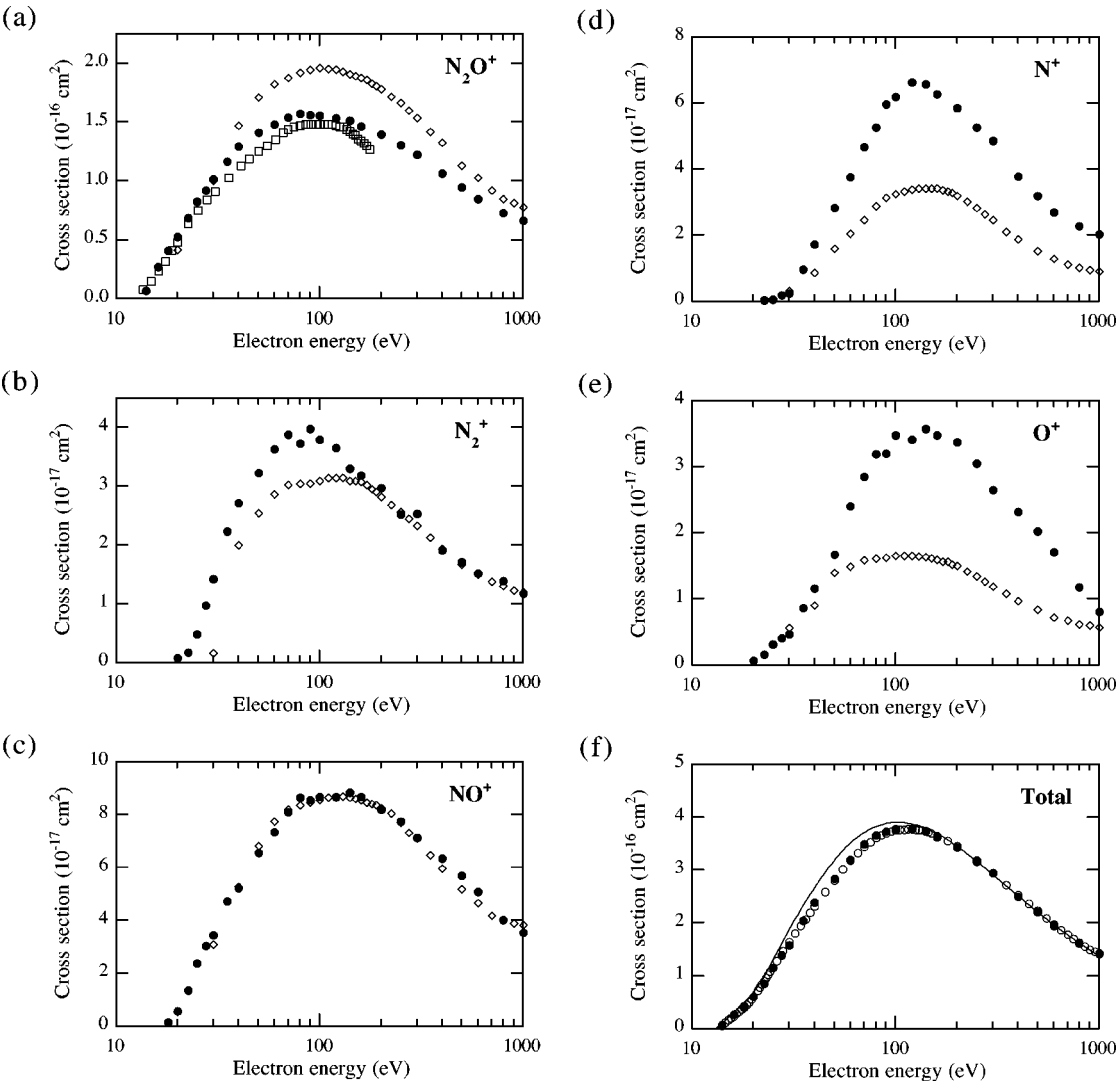 (a)
N₂O⁺
Cross section (10⁻¹⁶ cm²)
2.0
1.5
1.0
0.5
0.0
10 100 1000
Electron energy (eV)
(b)
N₂⁺
Cross section (10⁻¹⁷ cm²)
4
3
2
1
0
10 100 1000
Electron energy (eV)
(c)
NO⁺
Cross section (10⁻¹⁷ cm²)
10
8
6
4
2
0
10 100 1000
Electron energy (eV)
(d)
N⁺
Cross section (10⁻¹⁷ cm²)
8
6
4
2
0
10 100 1000
Electron energy (eV)
(e)
O⁺
Cross section (10⁻¹⁷ cm²)
4
3
2
1
0
10 100 1000
Electron energy (eV)
(f)
Total
Cross section (10⁻¹⁶ cm²)
5
4
3
2
1
0
10 100 1000
Electron energy (eV)